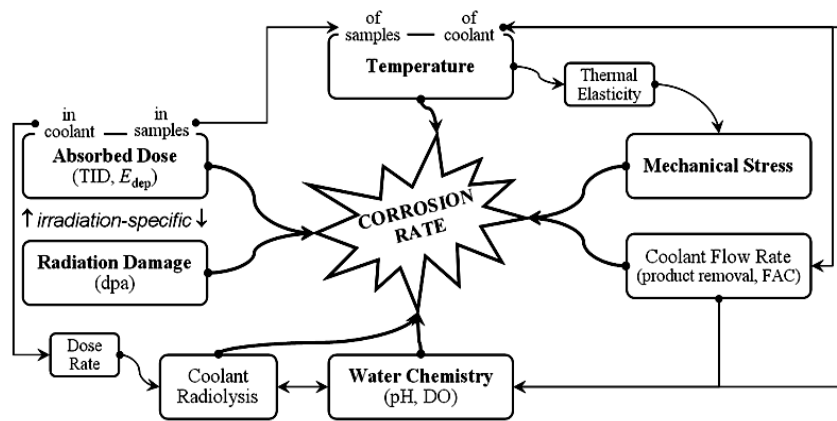 of samples — of coolant
Temperature
Thermal
Elasticity
in coolant — in samples
Absorbed Dose
(TID, Edep)
Mechanical Stress
CORROSION
RATE
↑ irradiation-specific ↓
Radiation Damage
(dpa)
Coolant Flow Rate
(product removal, FAC)
Dose
Rate
Coolant
Radiolysis
Water Chemistry
(pH, DO)